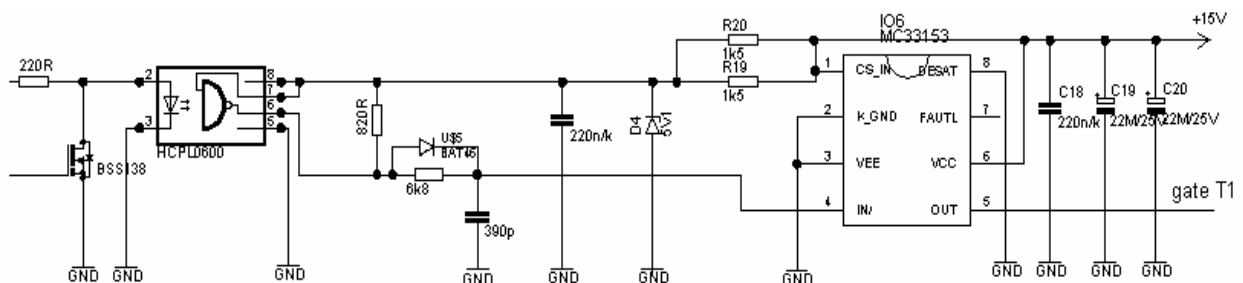 IO6
MC33153
+15V
R20
1k5
R19
1k5
220R
2
3
8
7
6
5
HCPL0600
BSS138
820R
U$5
BAT46
6k8
390p
220n/k
D4
5V1
1
2
3
4
CS_IN
K_GND
VEE
IN/
DESAT
FAUTL
VCC
OUT
8
7
6
5
C18
220n/k
C19
22M/25V
C20
22M/25V
gate T1
GND
GND
GND
GND
GND
GND
GND
GND
GND
GND
GND